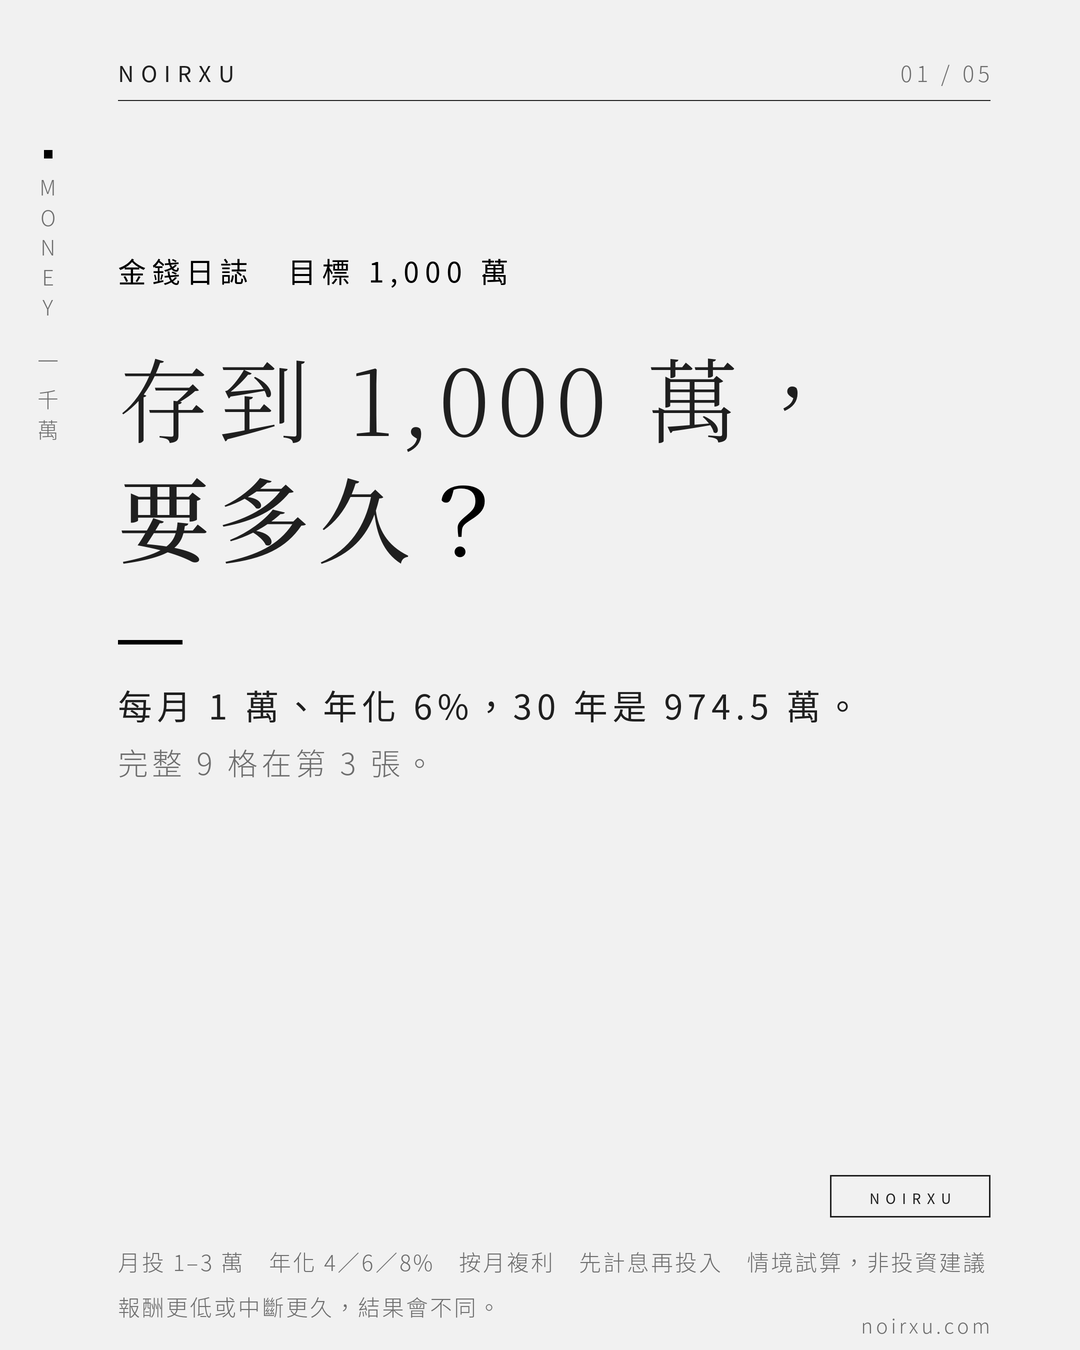 NOIRXU
01 / 05
MONEY — 千萬
金錢日誌　目標 1,000 萬
存到 1,000 萬，
要多久？
每月 1 萬、年化 6%，30 年是 974.5 萬。
完整 9 格在第 3 張。
NOIRXU
月投 1–3 萬　年化 4／6／8%　按月複利　先計息再投入　情境試算，非投資建議
報酬更低或中斷更久，結果會不同。
noirxu.com